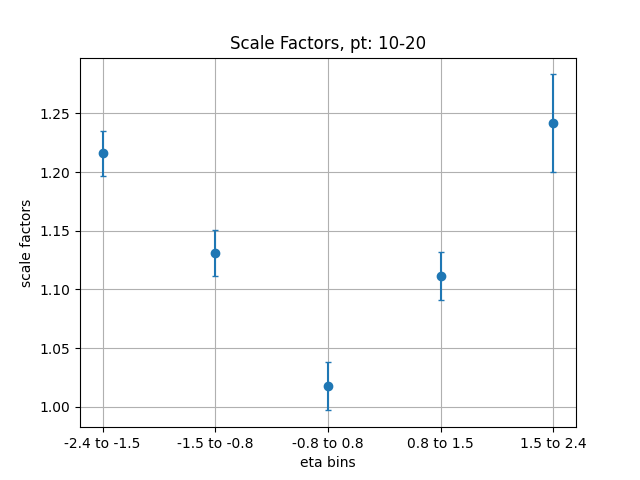 Scale Factors, pt: 10-20
scale factors
1.25
1.20
1.15
1.10
1.05
1.00
-2.4 to -1.5 -1.5 to -0.8 -0.8 to 0.8 0.8 to 1.5 1.5 to 2.4
eta bins